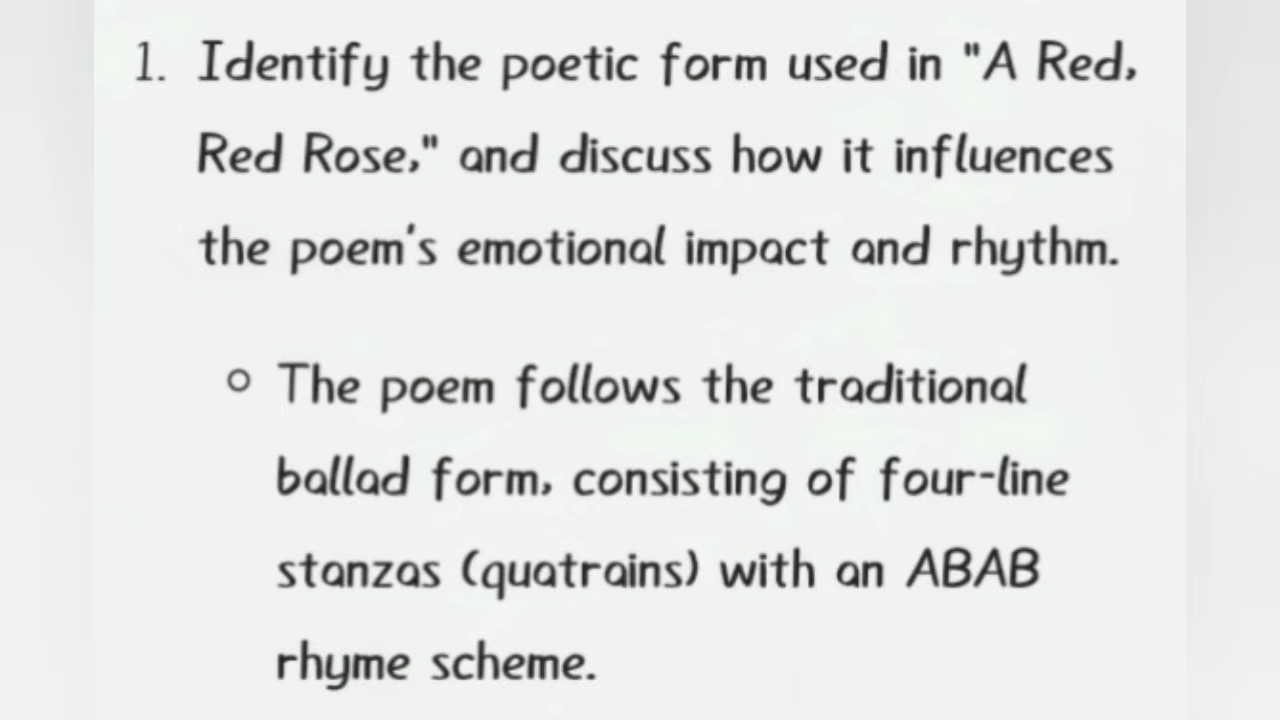 1. Identify the poetic form used in "A Red,
Red Rose," and discuss how it influences
the poem's emotional impact and rhythm.
○ The poem follows the traditional
ballad form, consisting of four-line
stanzas (quatrains) with an ABAB
rhyme scheme.